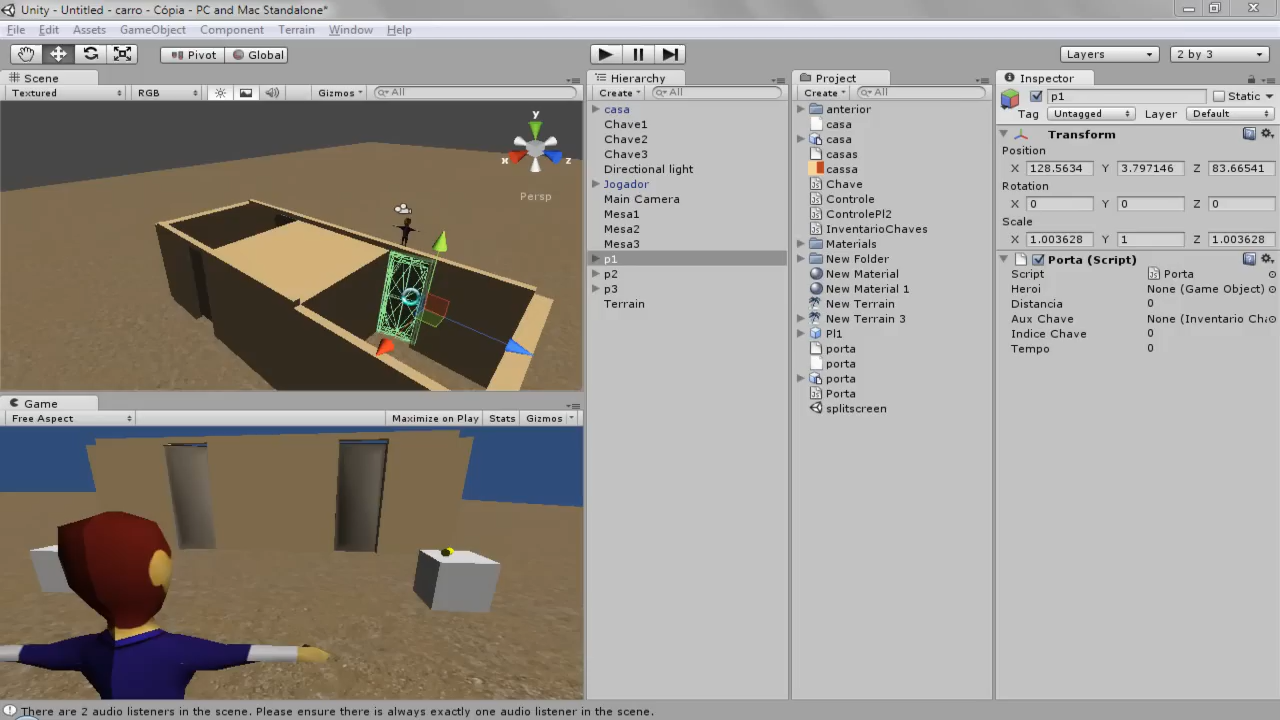 Unity - Untitled - carro - Cópia - PC and Mac Standalone*
File Edit Assets GameObject Component Terrain Window Help
Pivot Global Layers 2 by 3
Scene
Textured RGB Gizmos All
y
x
z
Persp
Game
Free Aspect Maximize on Play Stats Gizmos
Hierarchy
Create All
casa
Chave1
Chave2
Chave3
Directional light
Jogador
Main Camera
Mesa1
Mesa2
Mesa3
p1
p2
p3
Terrain
Project
Create All
anterior
casa
casa
casas
cassa
Chave
Controle
ControlePl2
InventarioChaves
Materials
New Folder
New Material
New Material 1
New Terrain
New Terrain 3
Pl1
porta
porta
porta
Porta
splitscreen
Inspector
p1 Static
Tag Untagged Layer Default
Transform
Position
X 128.5634 Y 3.797146 Z 83.66541
Rotation
X 0 Y 0 Z 0
Scale
X 1.003628 Y 1 Z 1.003628
Porta (Script)
Script Porta
Heroi None (Game Object)
Distancia 0
Aux Chave None (Inventario Cha
Indice Chave 0
Tempo 0
There are 2 audio listeners in the scene. Please ensure there is always exactly one audio listener in the scene.